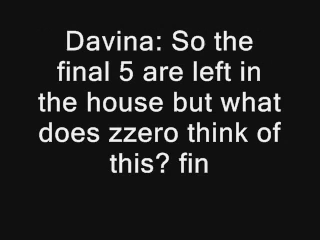 Davina: So the
final 5 are left in
the house but what
does zzero think of
this? fin